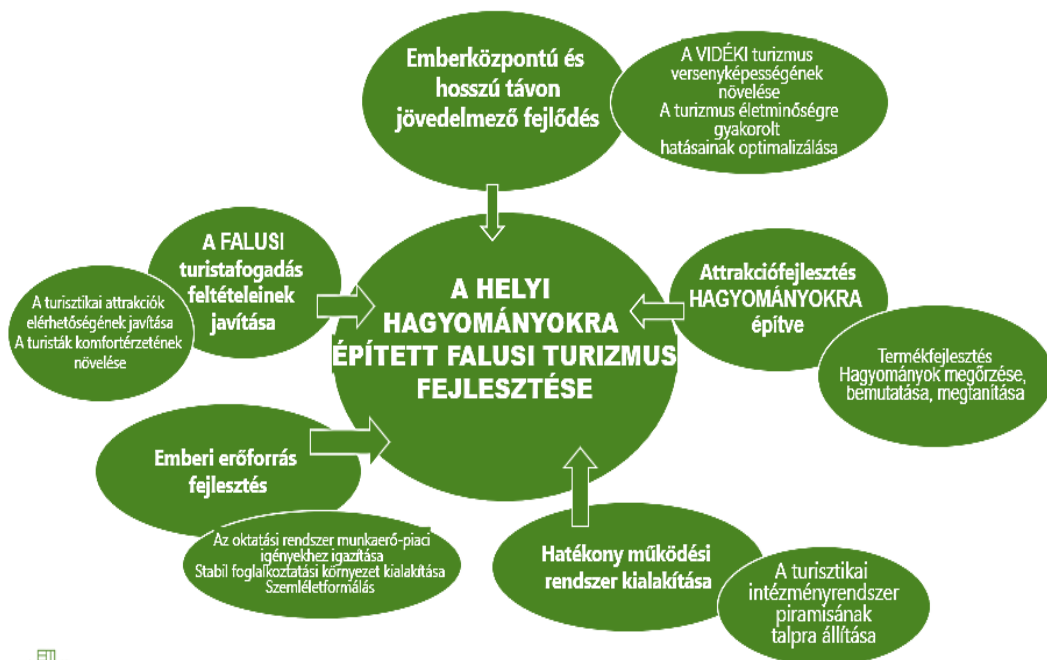 Emberközpontú és
hosszú távon
jövedelmező fejlődés
A VIDÉKI turizmus
versenyképességének
növelése
A turizmus életminőségre
gyakorolt
hatásainak optimalizálása
A FALUSI
turistafogadás
feltételeinek
javítása
A turisztikai attrakciók
elérhetőségének javítása
A turisták komfortérzetének
növelése
A HELYI
HAGYOMÁNYOKRA
ÉPÍTETT FALUSI TURIZMUS
FEJLESZTÉSE
Attrakciófejlesztés
HAGYOMÁNYOKRA
építve
Termékfejlesztés
Hagyományok megőrzése,
bemutatása, megtanítása
Emberi erőforrás
fejlesztés
Az oktatási rendszer munkaerő-piaci
igényekhez igazítása
Stabil foglalkoztatási környezet kialakítása
Szemléletformálás
Hatékony működési
rendszer kialakítása
A turisztikai
intézményrendszer
piramisának
talpra állítása